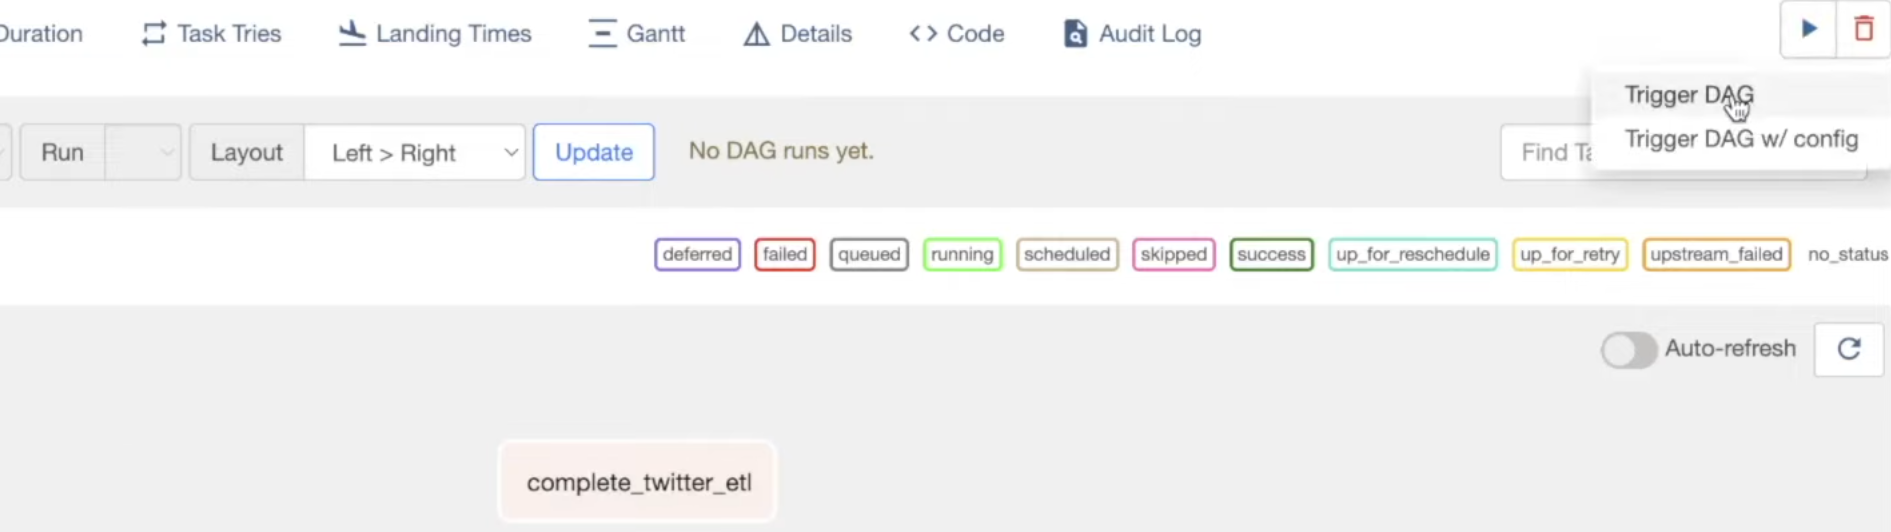 Duration Task Tries Landing Times Gantt Details Code Audit Log
Trigger DAG
Trigger DAG w/ config
Run Layout Left > Right Update No DAG runs yet. Find
deferred failed queued running scheduled skipped success up_for_reschedule up_for_retry upstream_failed no_status
Auto-refresh
complete_twitter_etl